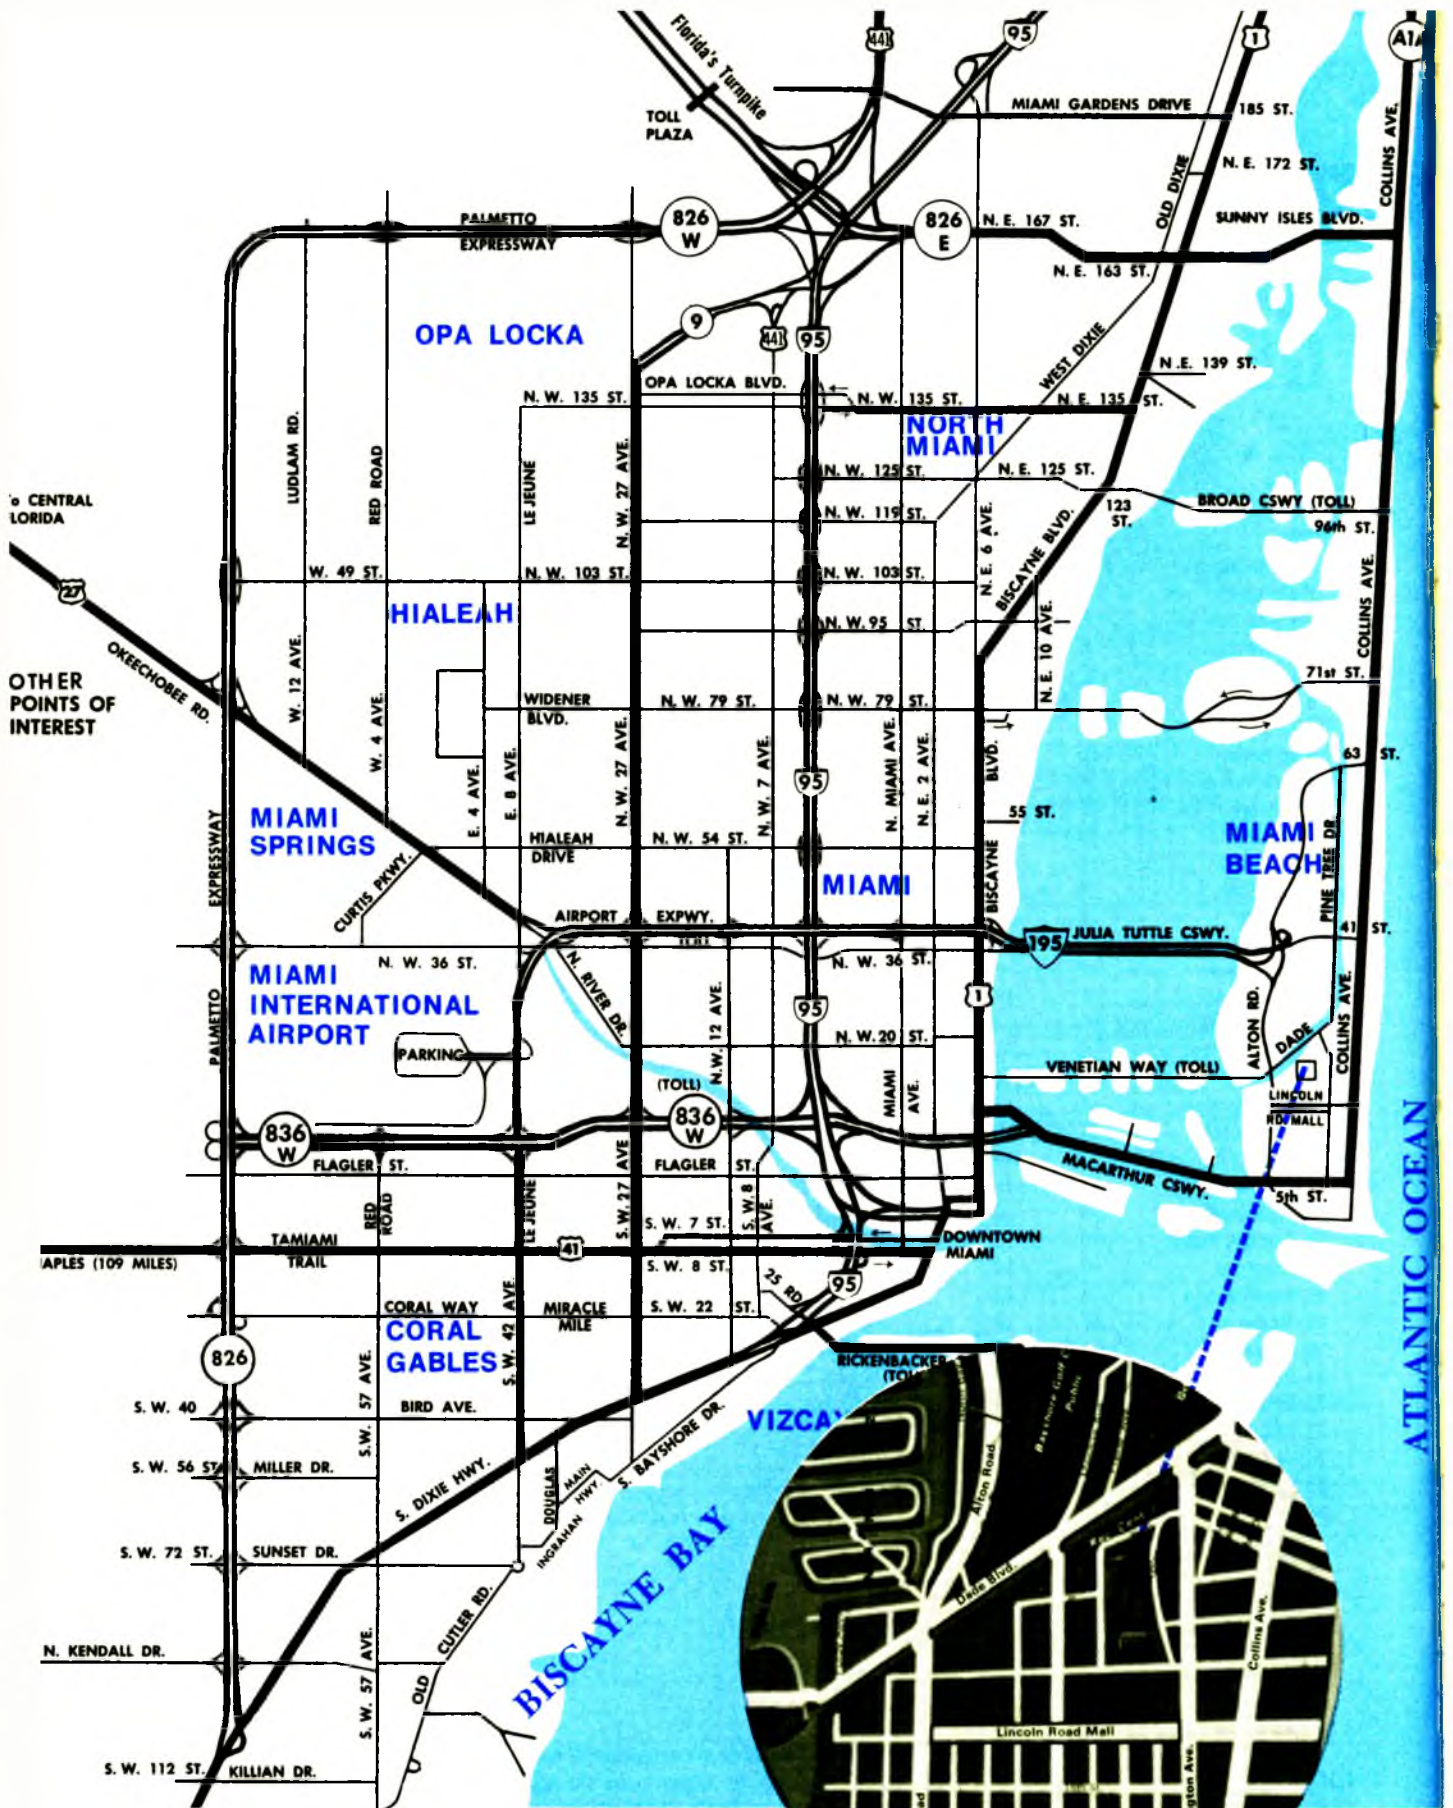 Florida's Turnpike
441
95
1
A1A
TOLL
PLAZA
MIAMI GARDENS DRIVE
185 ST.
COLLINS AVE.
OLD DIXIE
N. E. 172 ST.
PALMETTO
EXPRESSWAY
826
W
826
E
N. E. 167 ST.
SUNNY ISLES BLVD.
N. E. 163 ST.
OPA LOCKA
9
441
95
WEST DIXIE
N .E. 139 ST.
OPA LOCKA BLVD.
N. W. 135 ST.
N. W. 135 ST.
N. E. 135 ST.
NORTH
MIAMI
LUDLAM RD.
RED ROAD
LE JEUNE
N. W. 27 AVE.
N. W. 125 ST.
N. E. 125 ST.
CENTRAL
LORIDA
BROAD CSWY (TOLL)
123
ST.
96th ST.
N. W. 119 ST.
N. E. 6 AVE.
BISCAYNE BLVD.
27
W. 49 ST.
N. W. 103 ST.
N. W. 103 ST.
HIALEAH
N. W. 95 ST.
N. E. 10 AVE.
COLLINS AVE.
OKEECHOBEE RD.
W. 12 AVE.
W. 4 AVE.
OTHER
POINTS OF
INTEREST
71st ST.
WIDENER
BLVD.
N. W. 79 ST.
N. W. 79 ST.
E. 4 AVE.
E. 8 AVE.
N. W. 27 AVE.
N. W. 7 AVE.
95
N. MIAMI AVE.
N. E. 2 AVE.
BISCAYNE BLVD.
63 ST.
55 ST.
MIAMI
SPRINGS
HIALEAH
DRIVE
N. W. 54 ST.
MIAMI
BEACH
PINE TREE DR.
MIAMI
CURTIS PKWY.
PALMETTO EXPRESSWAY
AIRPORT EXPWY.
195
JULIA TUTTLE CSWY.
41 ST.
N. W. 36 ST.
N. W. 36 ST.
MIAMI
INTERNATIONAL
AIRPORT
N. RIVER DR.
95
1
N.W. 12 AVE.
ALTON RD.
DADE
COLLINS AVE.
PARKING
N. W. 20 ST.
VENETIAN WAY (TOLL)
(TOLL)
MIAMI AVE.
LINCOLN
RD. MALL
836
W
836
W
FLAGLER ST.
FLAGLER ST.
MACARTHUR CSWY.
5th ST.
RED
ROAD
LE JEUNE
S. W. 27 AVE
S. W. 8
AVE.
S. W. 7 ST.
TAMIAMI
TRAIL
41
APLES (109 MILES)
S. W. 8 ST.
DOWNTOWN
MIAMI
25 RD.
95
CORAL WAY
MIRACLE
MILE
S. W. 22 ST.
CORAL
GABLES
S. W. 42 AVE.
826
RICKENBACKER
S. W. 40
BIRD AVE.
S.W. 57 AVE.
S. W. 56 ST.
MILLER DR.
S. DIXIE HWY.
DOUGLAS
MAIN
HWY.
S. BAYSHORE DR.
INGRAHAN
S. W. 72 ST.
SUNSET DR.
OLD CUTLER RD.
N. KENDALL DR.
S. W. 57 AVE.
S. W. 112 ST.
KILLIAN DR.
BISCAYNE BAY
ATLANTIC OCEAN
Bayshore Golf
Public
Alton Road
Dade Blvd.
Collins Ave.
Lincoln Road Mall